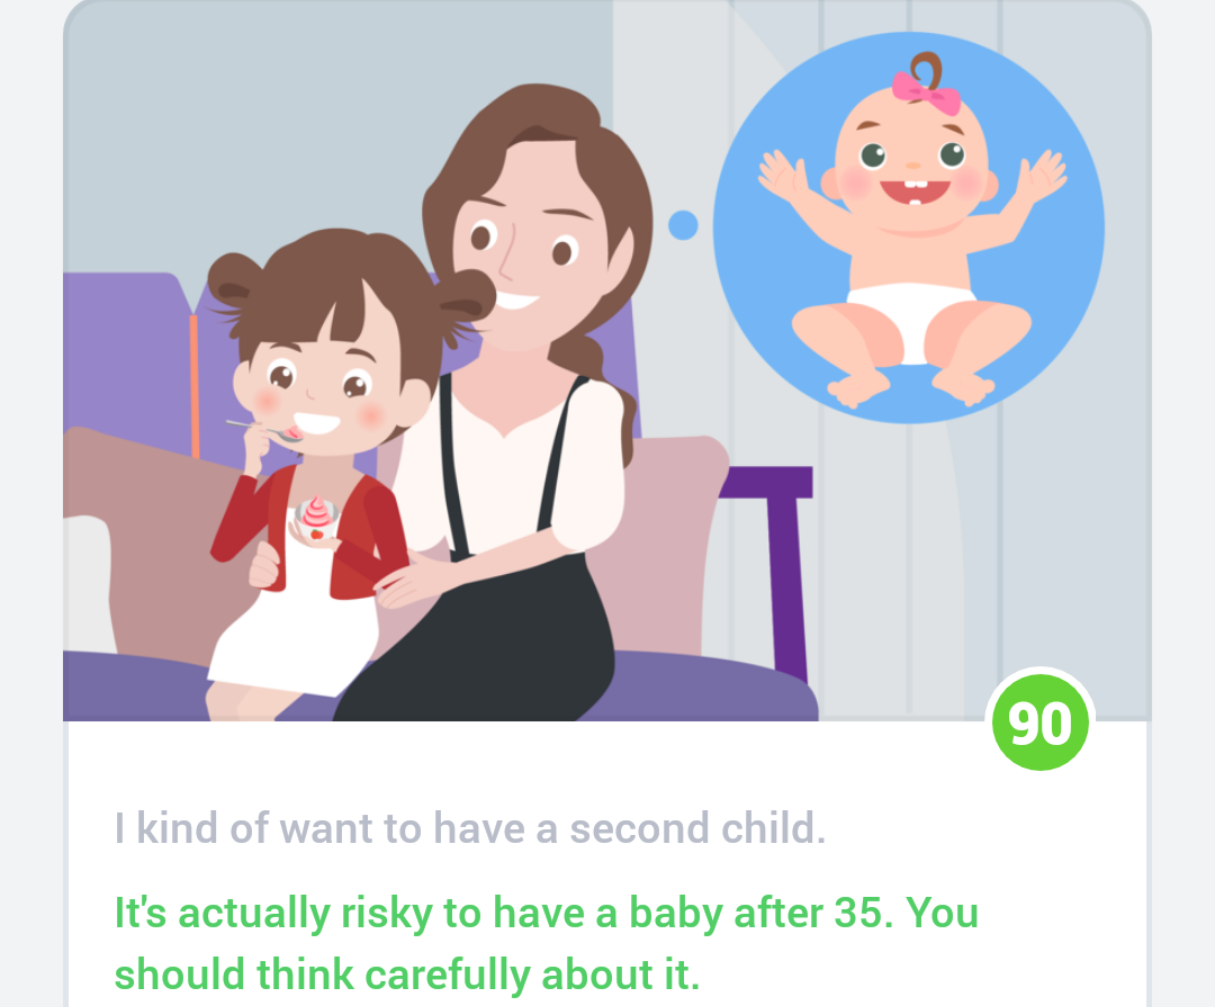 90
I kind of want to have a second child.
It's actually risky to have a baby after 35. You
should think carefully about it.